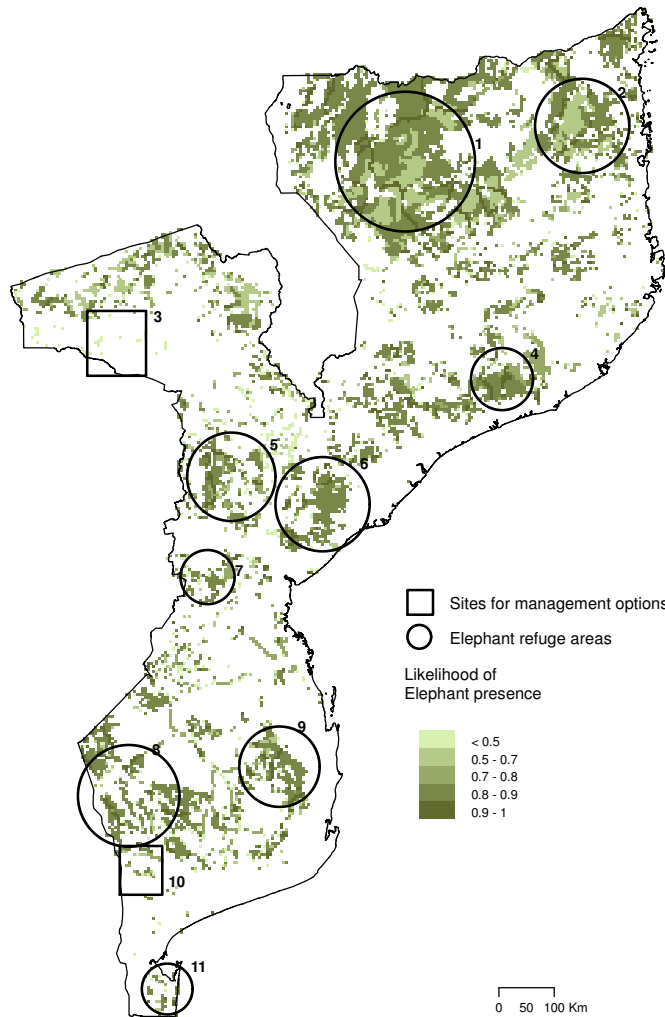 2
1
3
4
5
6
7
Sites for management options
Elephant refuge areas
Likelihood of
Elephant presence
9
8
< 0.5
0.5 - 0.7
0.7 - 0.8
0.8 - 0.9
0.9 - 1
10
11
0 50 100 Km